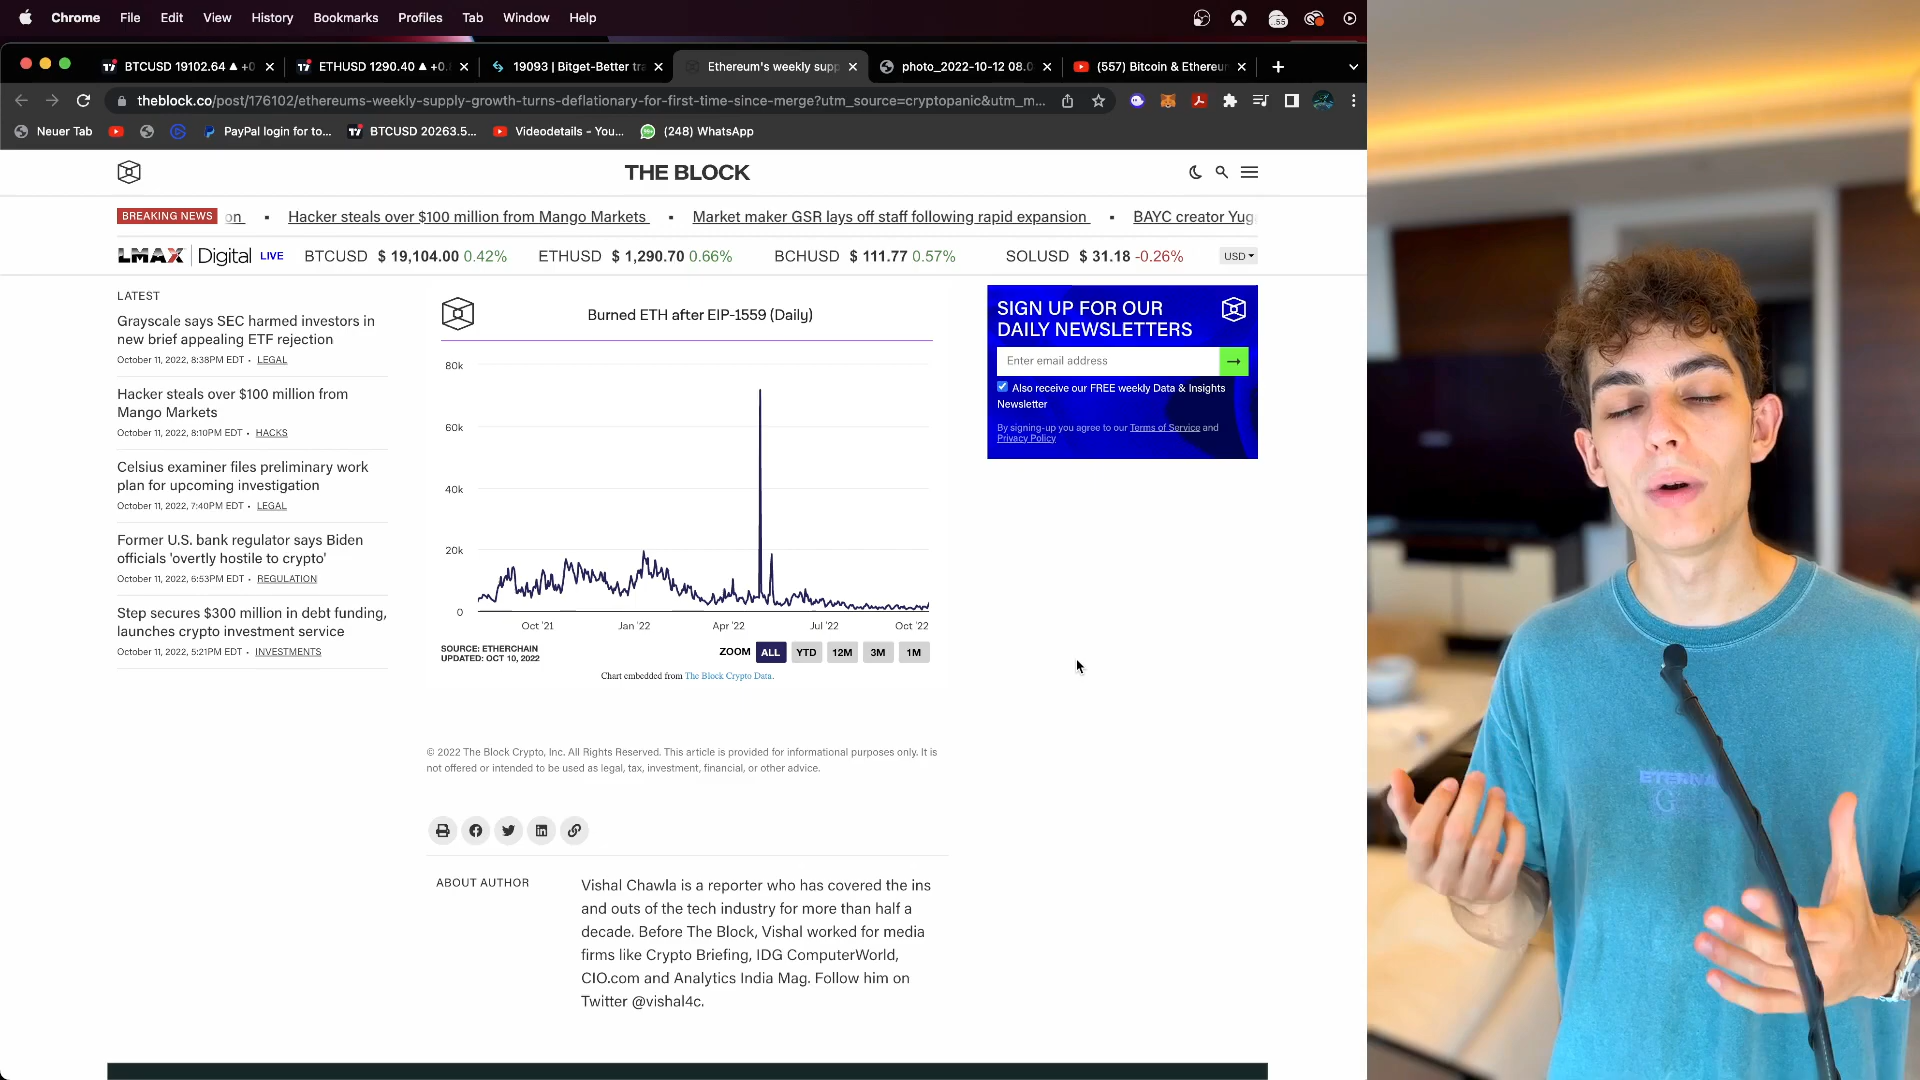 Chrome File Edit View History Bookmarks Profiles Tab Window Help
BTCUSD 19102.64 ▲ +0 ETHUSD 1290.40 ▲ +0. 19093 | Bitget-Better tra Ethereum's weekly supp photo_2022-10-12 08.0 (557) Bitcoin & Ethereu
theblock.co/post/176102/ethereums-weekly-supply-growth-turns-deflationary-for-first-time-since-merge?utm_source=cryptopanic&utm_m...
Neuer Tab PayPal login for to... BTCUSD 20263.5... Videodetails – You... (248) WhatsApp
THE BLOCK
BREAKING NEWS on ▪ Hacker steals over $100 million from Mango Markets ▪ Market maker GSR lays off staff following rapid expansion ▪ BAYC creator Yug
LMAX Digital LIVE BTCUSD $ 19,104.00 0.42% ETHUSD $ 1,290.70 0.66% BCHUSD $ 111.77 0.57% SOLUSD $ 31.18 -0.26% USD
LATEST
Grayscale says SEC harmed investors in
new brief appealing ETF rejection
October 11, 2022, 8:38PM EDT • LEGAL
Hacker steals over $100 million from
Mango Markets
October 11, 2022, 8:10PM EDT • HACKS
Celsius examiner files preliminary work
plan for upcoming investigation
October 11, 2022, 7:40PM EDT • LEGAL
Former U.S. bank regulator says Biden
officials 'overtly hostile to crypto'
October 11, 2022, 6:53PM EDT • REGULATION
Step secures $300 million in debt funding,
launches crypto investment service
October 11, 2022, 5:21PM EDT • INVESTMENTS
Burned ETH after EIP-1559 (Daily)
80k
60k
40k
20k
0
Oct '21 Jan '22 Apr '22 Jul '22 Oct '22
SOURCE: ETHERCHAIN
UPDATED: OCT 10, 2022
ZOOM ALL YTD 12M 3M 1M
Chart embedded from The Block Crypto Data.
SIGN UP FOR OUR
DAILY NEWSLETTERS
Enter email address
Also receive our FREE weekly Data & Insights
Newsletter
By signing-up you agree to our Terms of Service and
Privacy Policy
© 2022 The Block Crypto, Inc. All Rights Reserved. This article is provided for informational purposes only. It is
not offered or intended to be used as legal, tax, investment, financial, or other advice.
ABOUT AUTHOR
Vishal Chawla is a reporter who has covered the ins
and outs of the tech industry for more than half a
decade. Before The Block, Vishal worked for media
firms like Crypto Briefing, IDG ComputerWorld,
CIO.com and Analytics India Mag. Follow him on
Twitter @vishal4c.